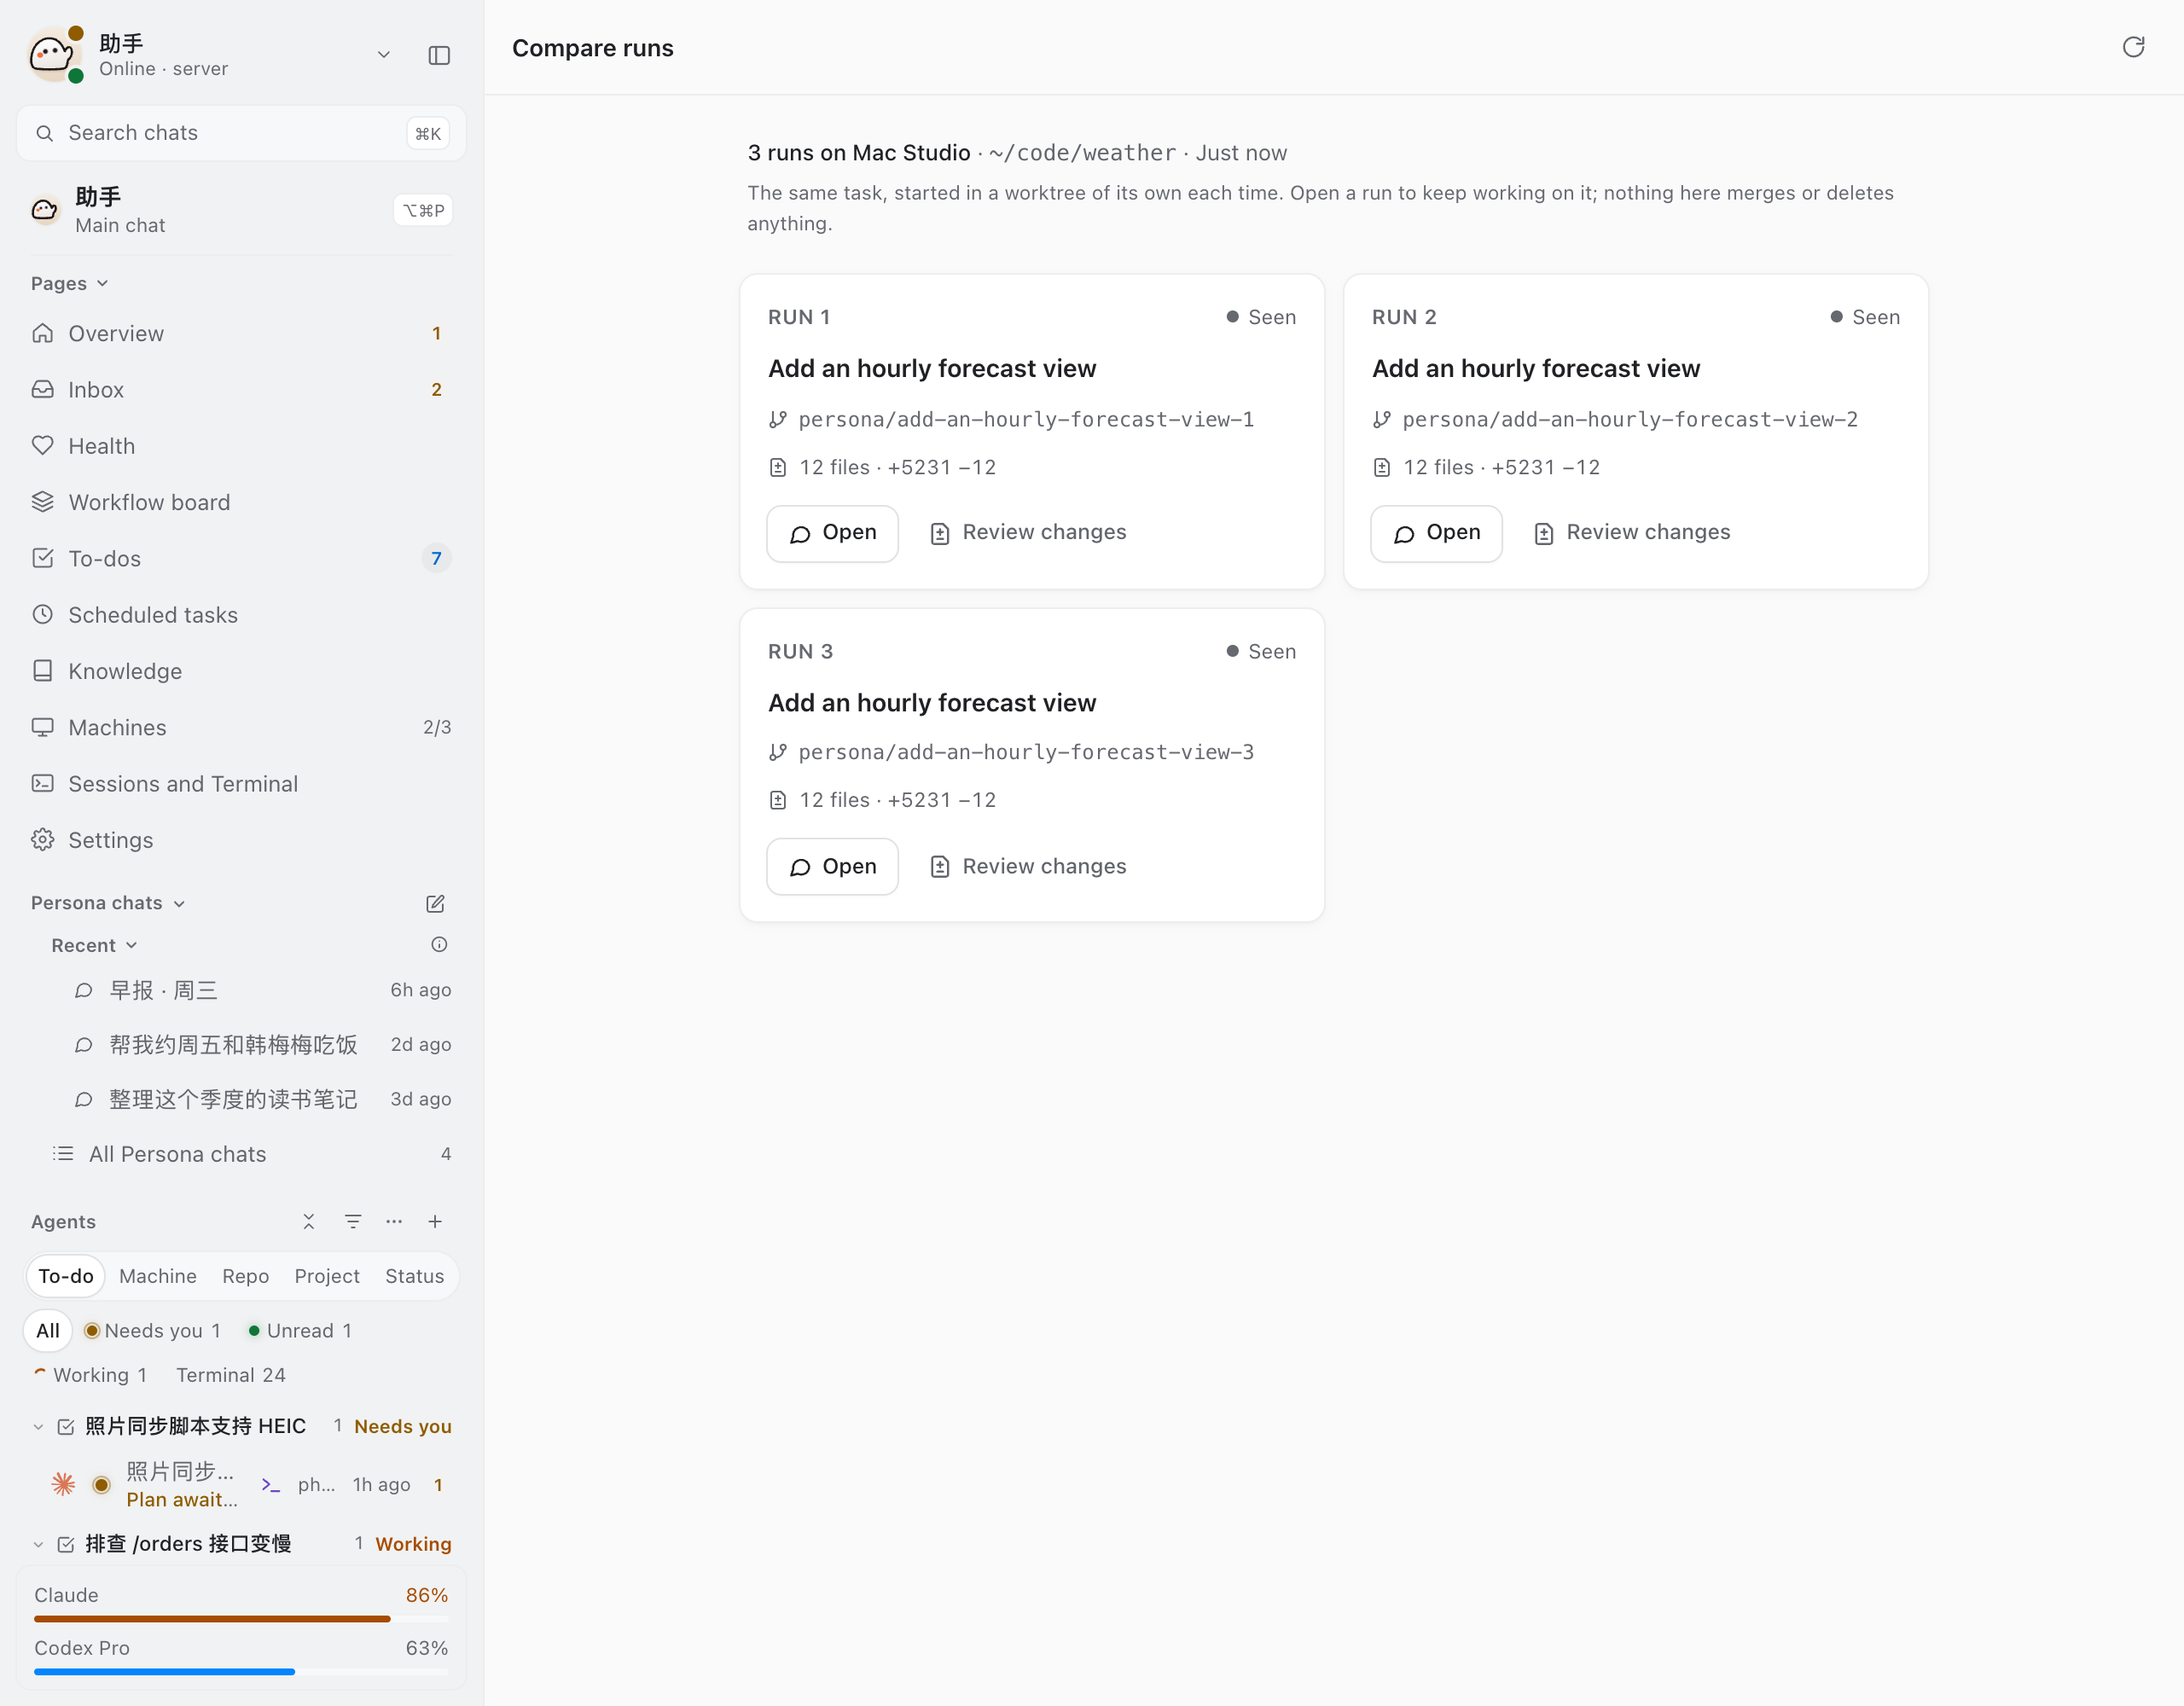 助手
Online · server
Search chats ⌘K
助手
Main chat
⌥⌘P
Pages
Overview 1
Inbox 2
Health
Workflow board
To-dos 7
Scheduled tasks
Knowledge
Machines 2/3
Sessions and Terminal
Settings
Persona chats
Recent
早报 · 周三 6h ago
帮我约周五和韩梅梅吃饭 2d ago
整理这个季度的读书笔记 3d ago
All Persona chats 4
Agents
To-do Machine Repo Project Status
All Needs you 1 Unread 1
Working 1 Terminal 24
照片同步脚本支持 HEIC 1 Needs you
照片同步... ph... 1h ago 1
Plan await...
排查 /orders 接口变慢 1 Working
Claude 86%
Codex Pro 63%
Compare runs
3 runs on Mac Studio · ~/code/weather · Just now
The same task, started in a worktree of its own each time. Open a run to keep working on it; nothing here merges or deletes
anything.
RUN 1 Seen
Add an hourly forecast view
persona/add-an-hourly-forecast-view-1
12 files · +5231 −12
Open Review changes
RUN 2 Seen
Add an hourly forecast view
persona/add-an-hourly-forecast-view-2
12 files · +5231 −12
Open Review changes
RUN 3 Seen
Add an hourly forecast view
persona/add-an-hourly-forecast-view-3
12 files · +5231 −12
Open Review changes